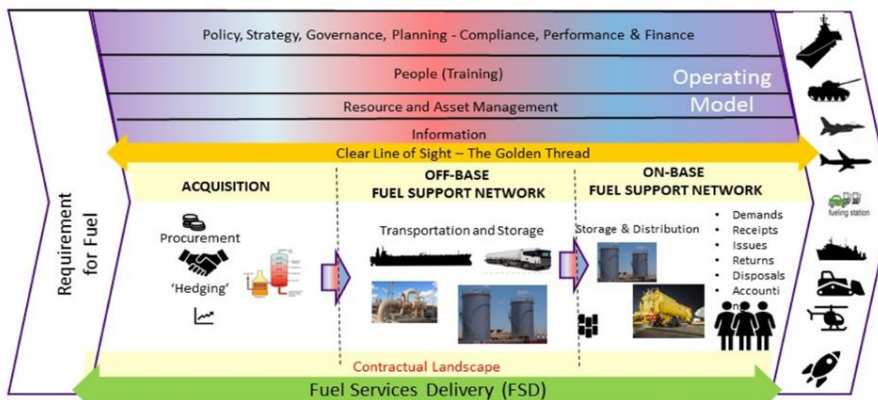 Policy, Strategy, Governance, Planning - Compliance, Performance & Finance
People (Training)
Operating
Model
Resource and Asset Management
Information
Clear Line of Sight – The Golden Thread
Requirement
for Fuel
ACQUISITION
Procurement
'Hedging'
OFF-BASE
FUEL SUPPORT NETWORK
Transportation and Storage
ON-BASE
FUEL SUPPORT NETWORK
Storage & Distribution
• Demands
• Receipts
• Issues
• Returns
• Disposals
• Accounti
n
fueling station
Contractual Landscape
Fuel Services Delivery (FSD)